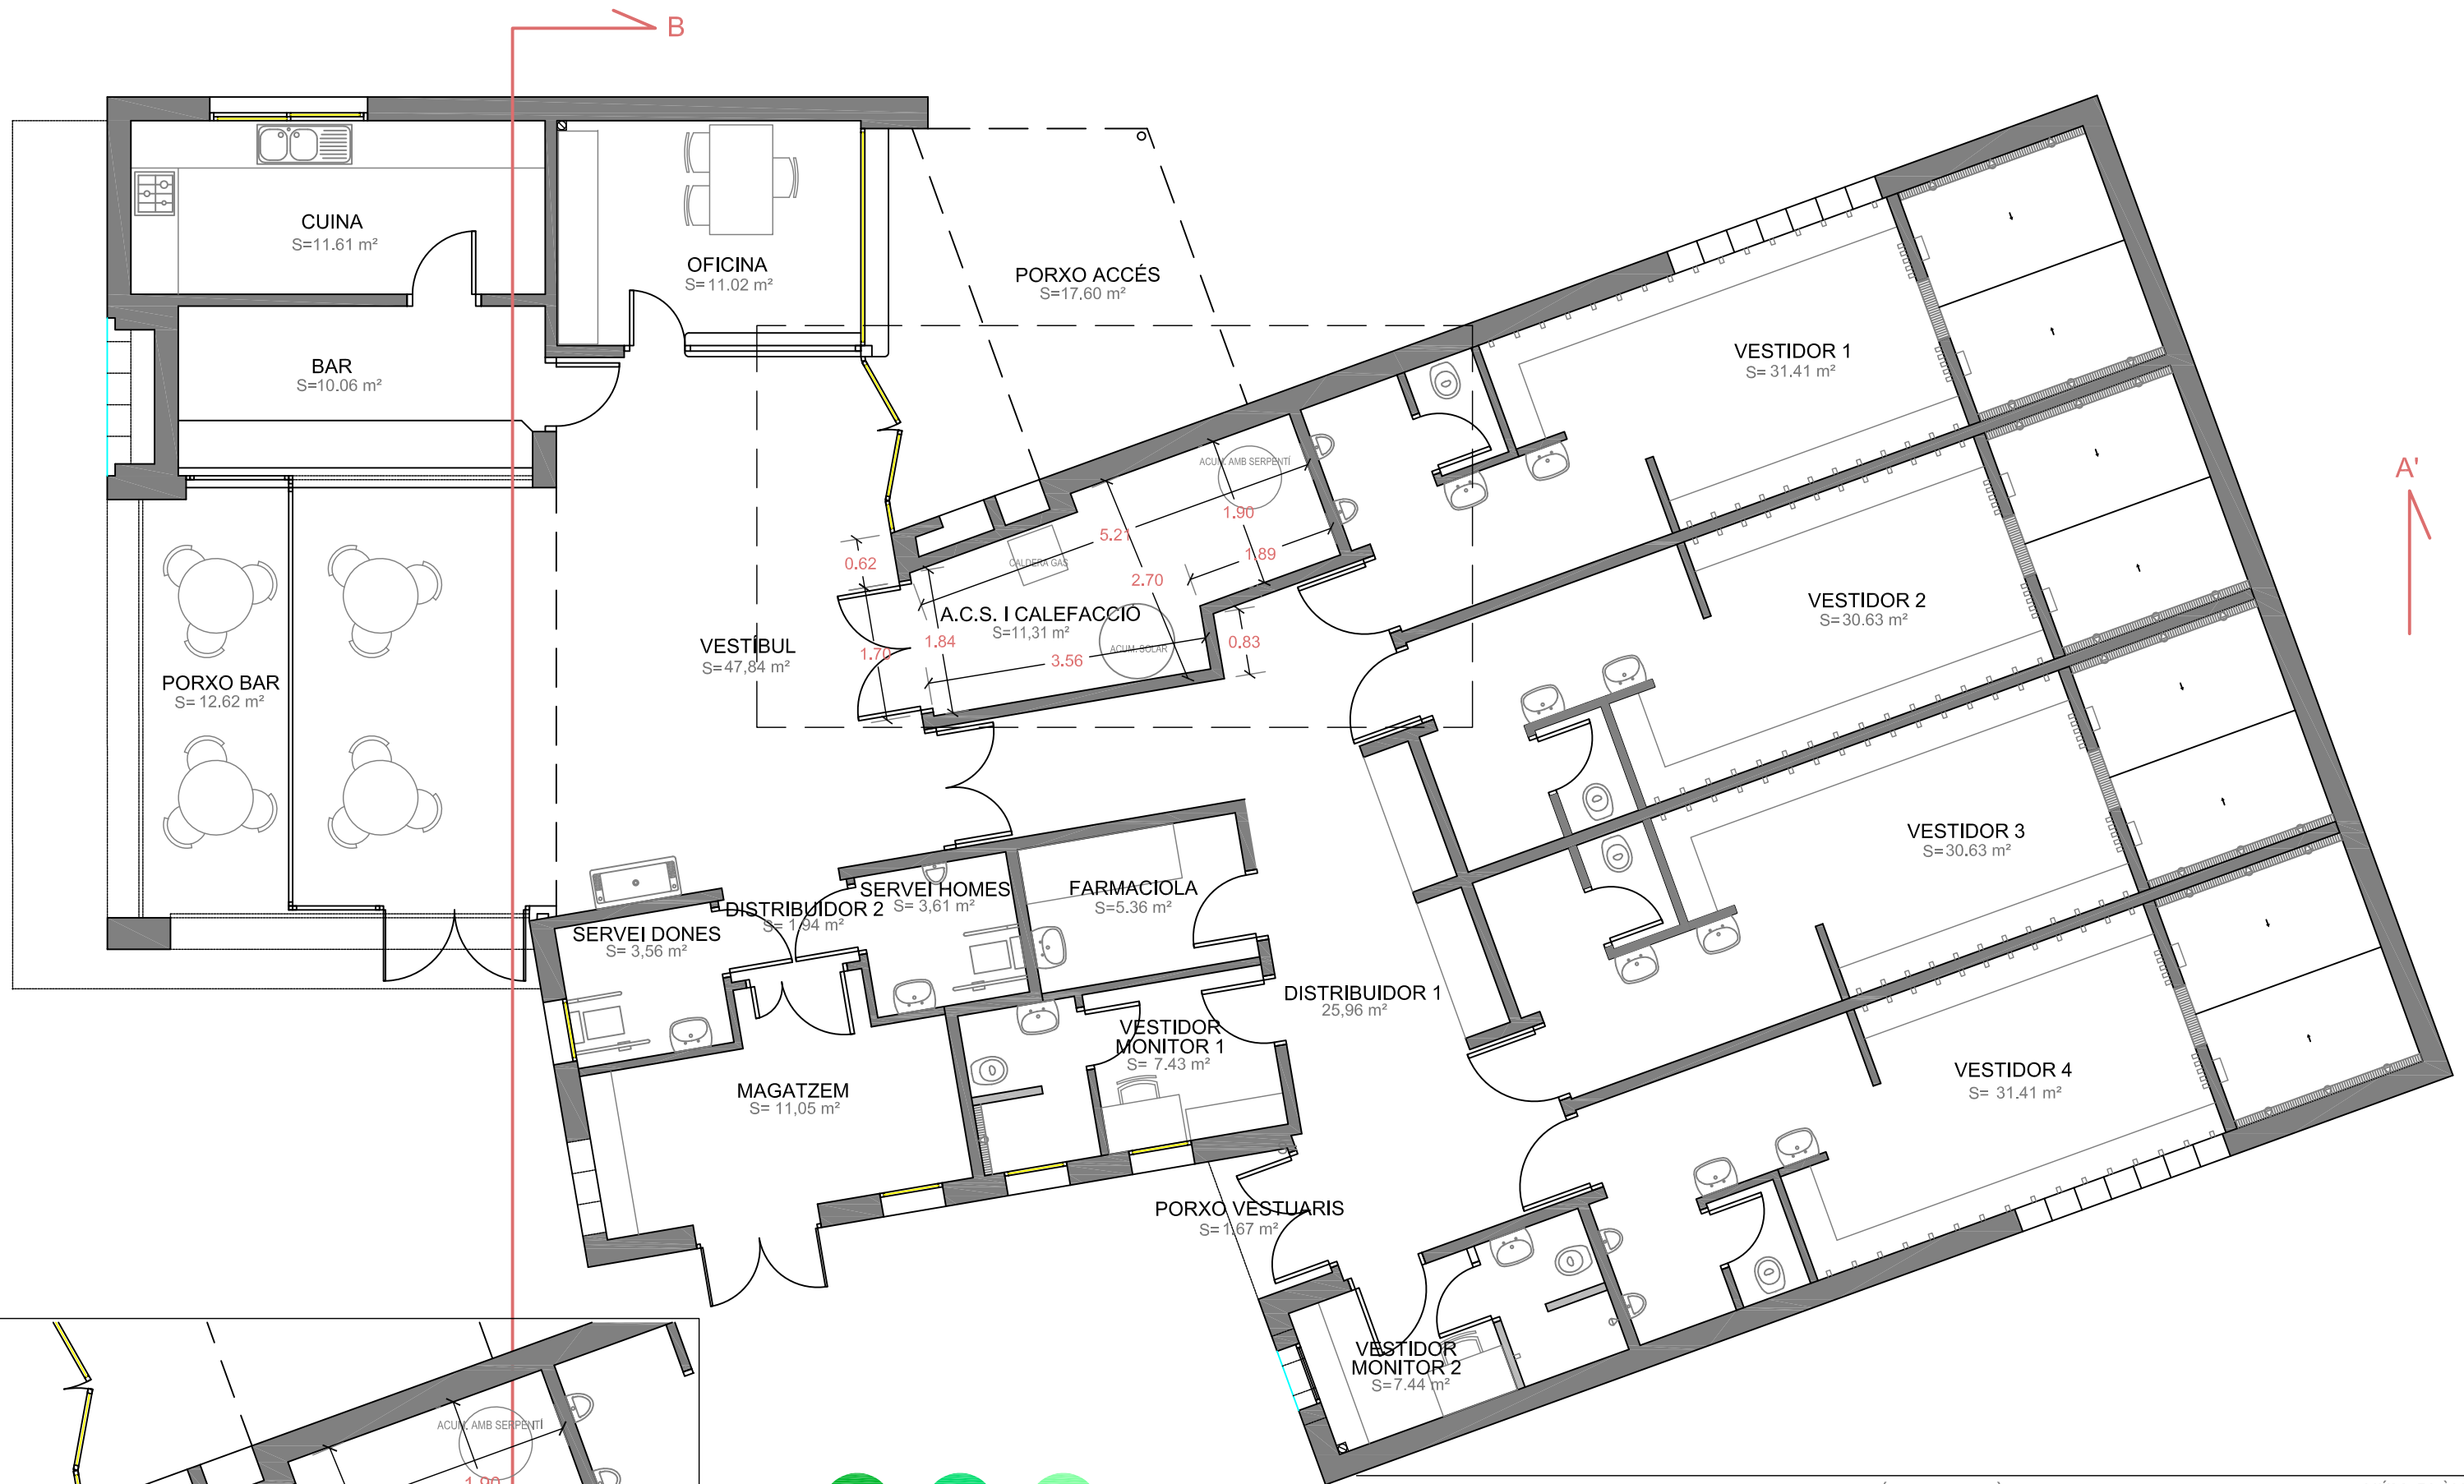 B
CUINA
S=11.61 m²
OFICINA
S= 11.02 m²
PORXO ACCÉS
S=17.60 m²
BAR
S=10.06 m²
VESTIDOR 1
S= 31.41 m²
A'
ACUM. AMB SERPENTÍ
1.90
5.21
1.89
0.62
CALDERA GAS
2.70
A.C.S. I CALEFACCIÓ
S=11,31 m²
1.84
1.70
3.56
0.83
ACUM. SOLAR
VESTIDOR 2
S=30.63 m²
VESTÍBUL
S=47,84 m²
PORXO BAR
S= 12.62 m²
VESTIDOR 3
S=30.63 m²
SERVEI HOMES
S= 3,61 m²
FARMACIOLA
S=5.36 m²
DISTRIBUIDOR 2
S= 1,94 m²
SERVEI DONES
S= 3,56 m²
DISTRIBUIDOR 1
25,96 m²
VESTIDOR
MONITOR 1
S= 7.43 m²
VESTIDOR 4
S= 31.41 m²
MAGATZEM
S= 11,05 m²
PORXO VESTUARIS
S=1,67 m²
VESTIDOR
MONITOR 2
S=7.44 m²
ACUM. AMB SERPENTÍ
1.90